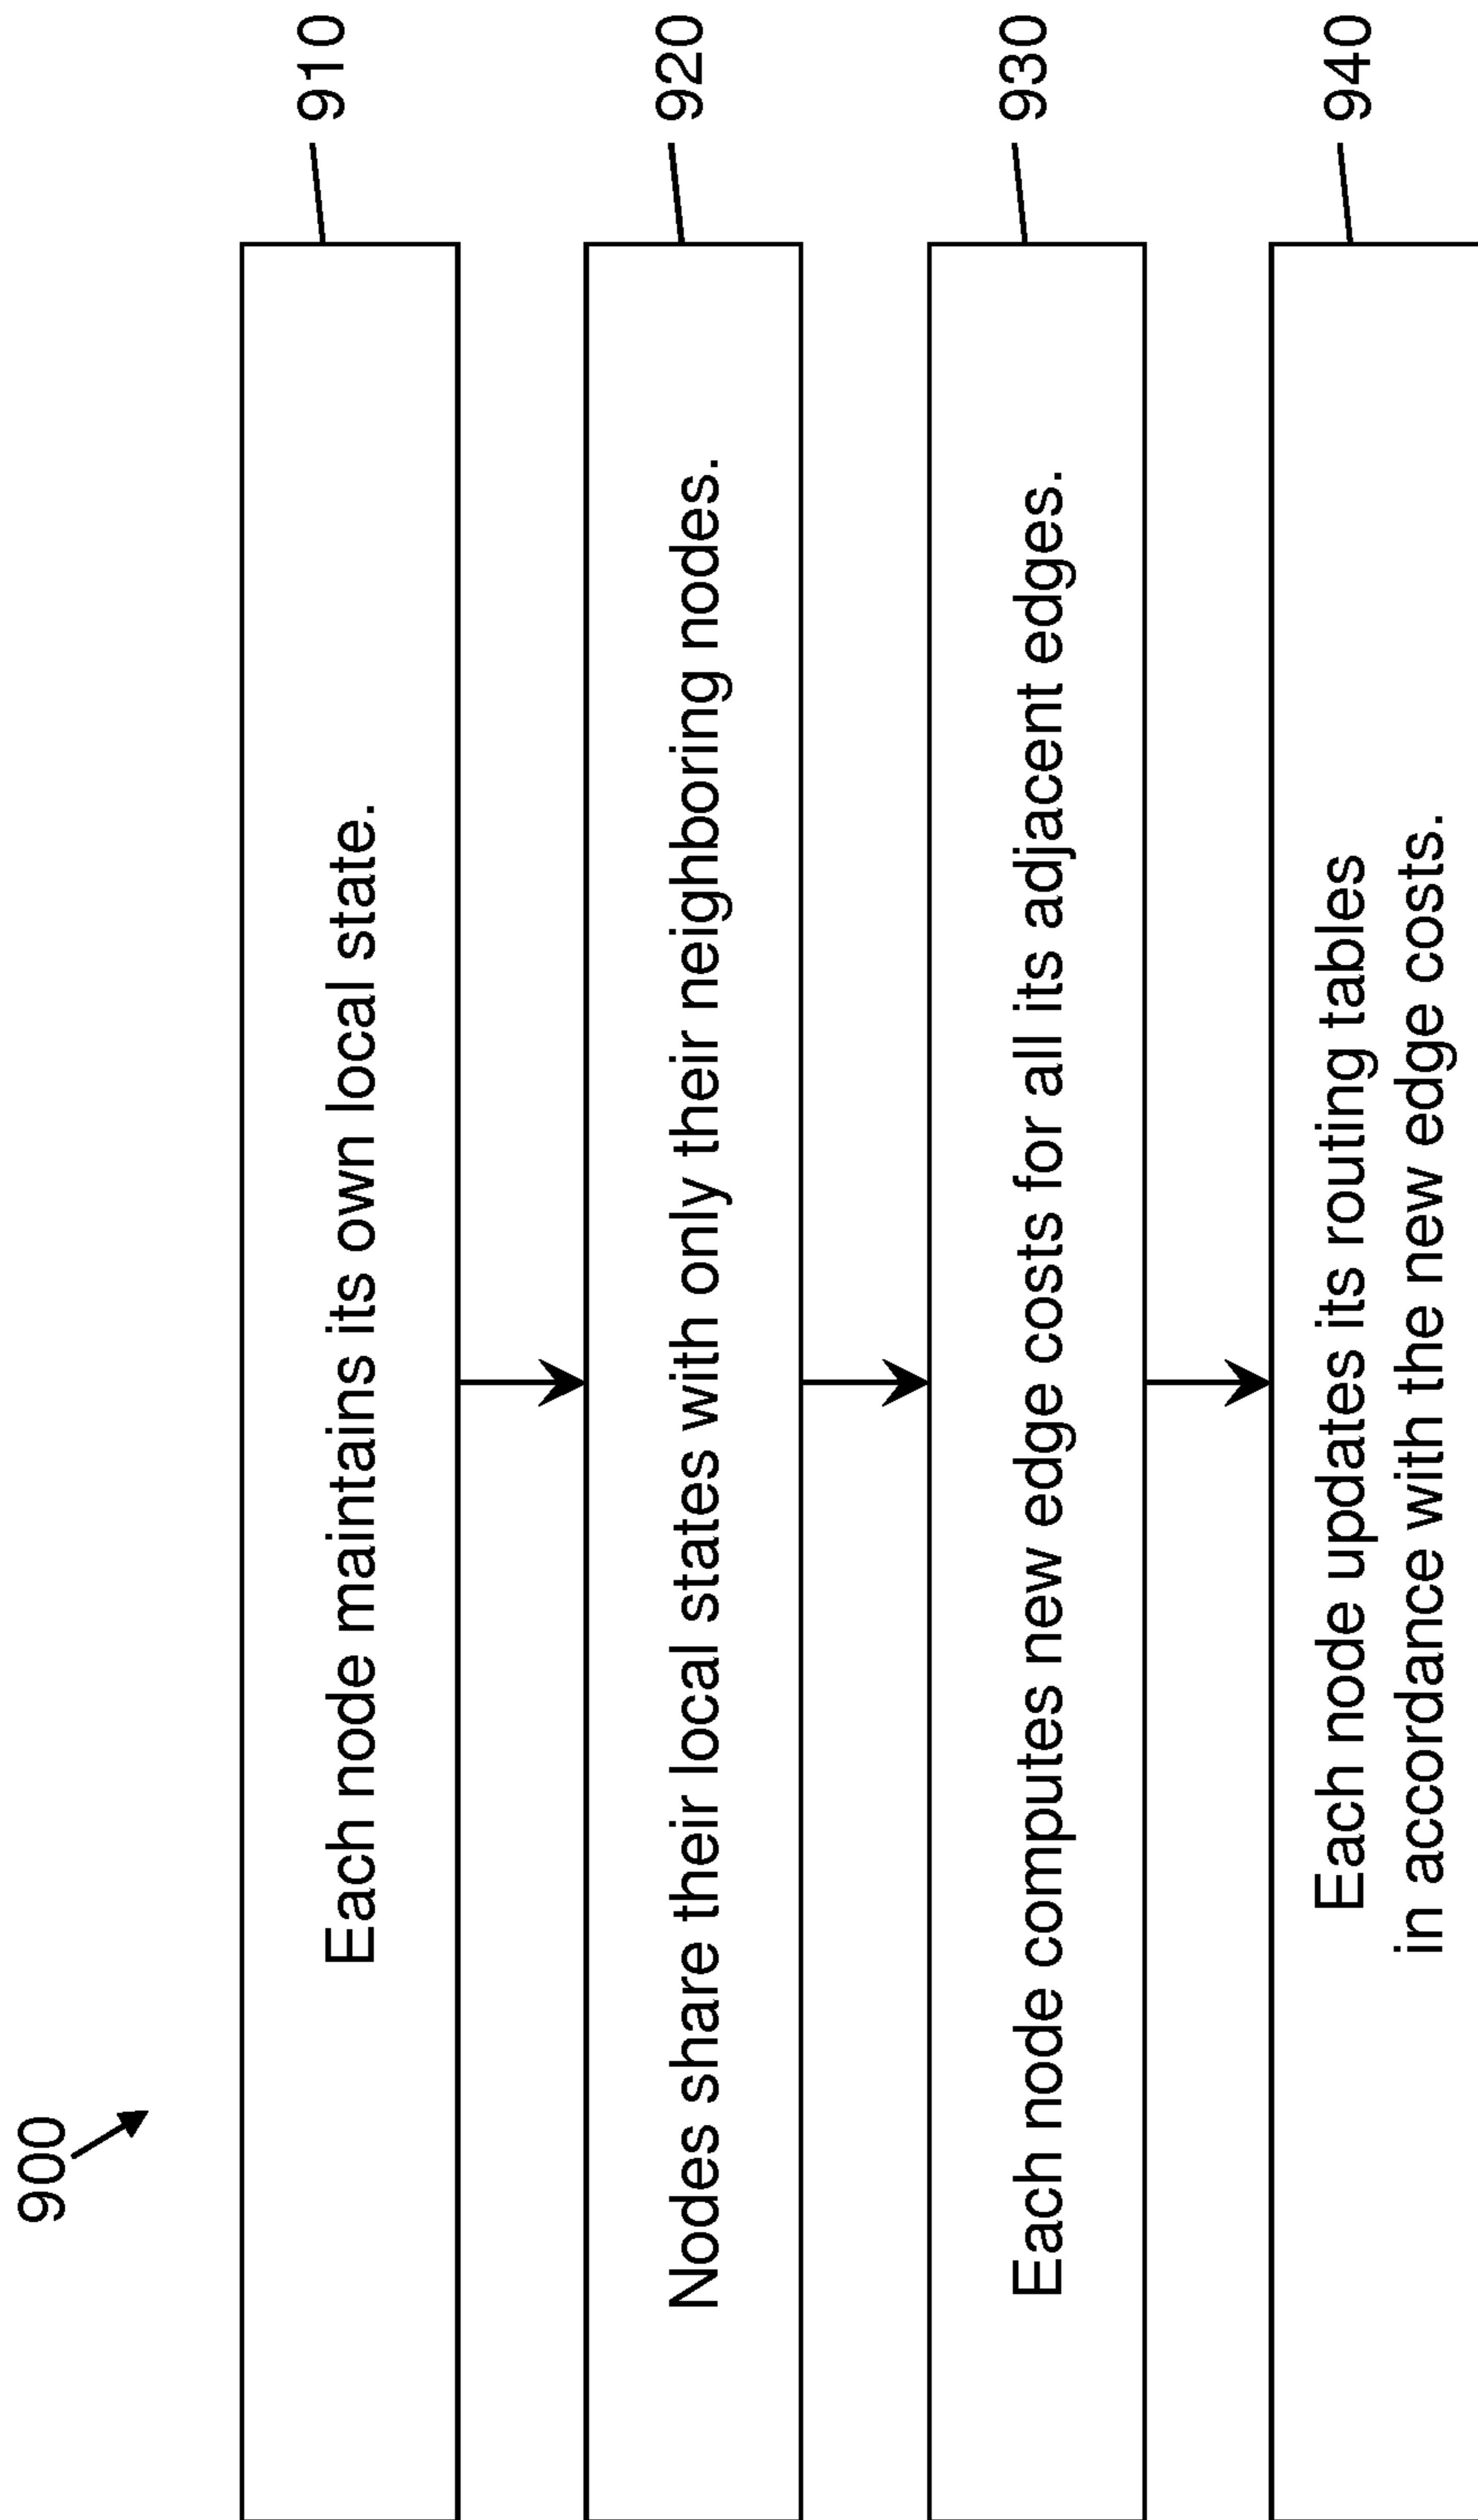 900
Each node maintains its own local state.
910
Nodes share their local states with only their neighboring nodes.
920
Each node computes new edge costs for all its adjacent edges.
930
Each node updates its routing tables
in accordance with the new edge costs.
940